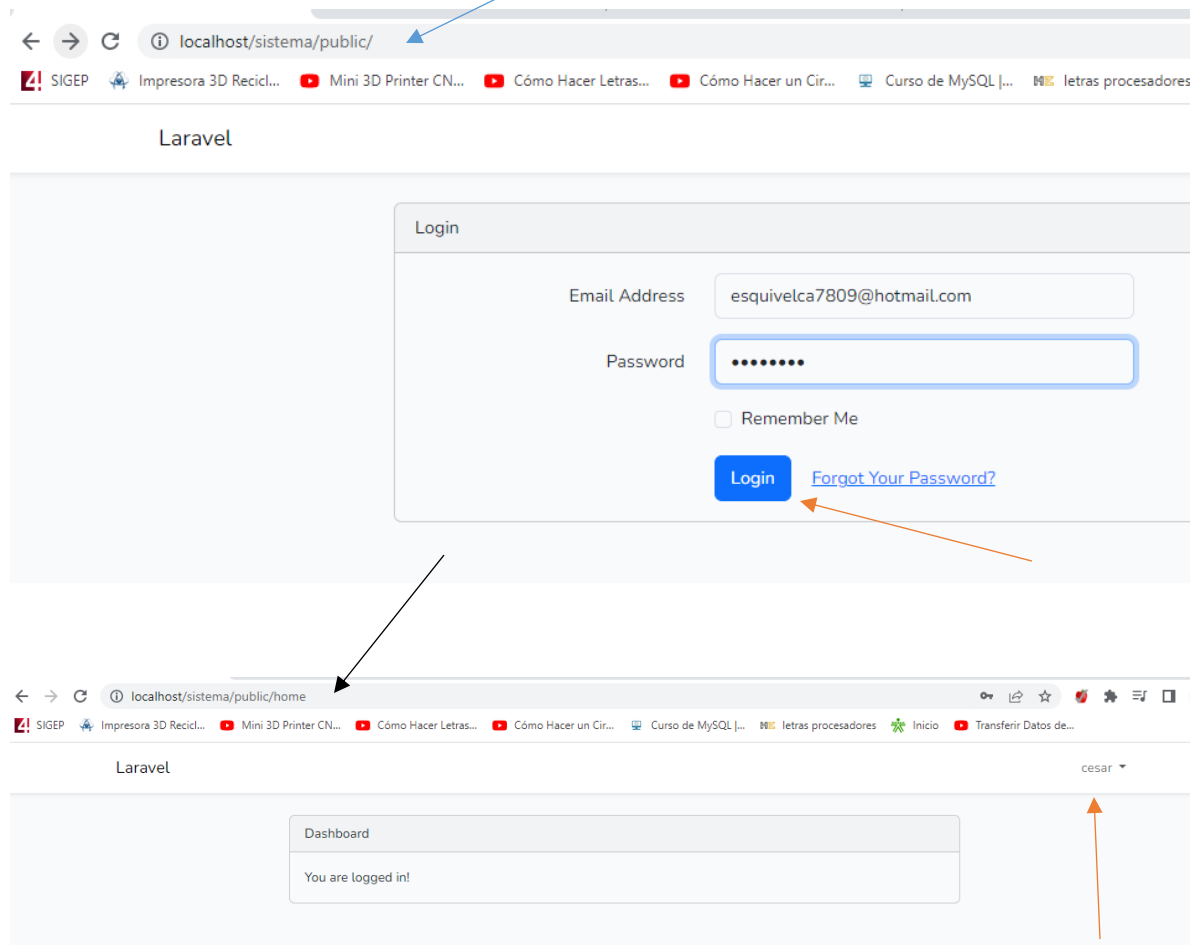 localhost/sistema/public/
SIGEP Impresora 3D Recicl... Mini 3D Printer CN... Cómo Hacer Letras... Cómo Hacer un Cir... Curso de MySQL |... letras procesadores
Laravel
Login
Email Address esquivelca7809@hotmail.com
Password ••••••••
Remember Me
Login Forgot Your Password?
localhost/sistema/public/home
SIGEP Impresora 3D Recicl... Mini 3D Printer CN... Cómo Hacer Letras... Cómo Hacer un Cir... Curso de MySQL |... letras procesadores Inicio Transferir Datos de...
Laravel cesar
Dashboard
You are logged in!